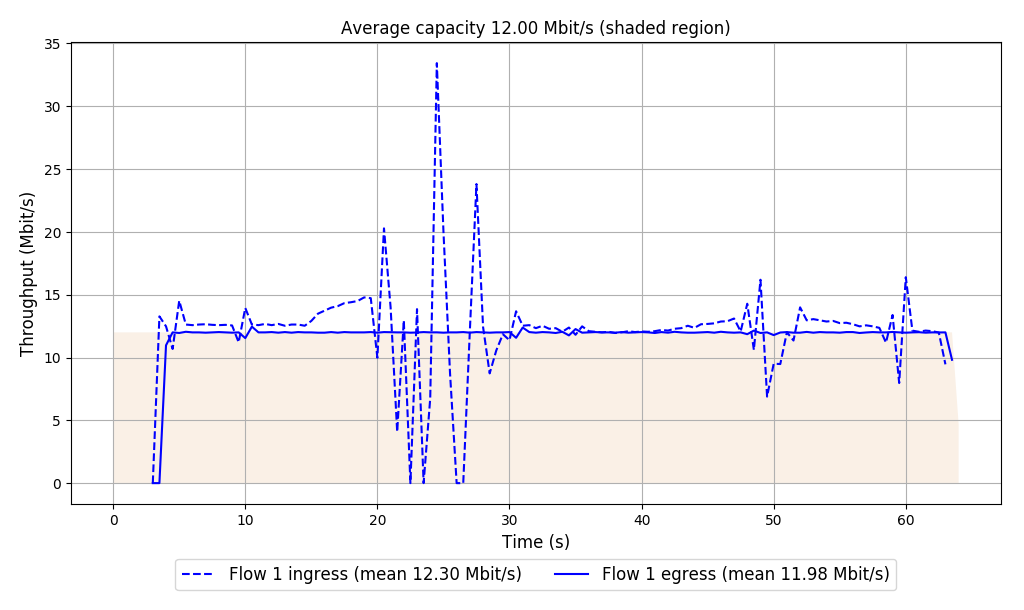 Average capacity 12.00 Mbit/s (shaded region)
Throughput (Mbit/s)
35
30
25
20
15
10
5
0
0 10 20 30 40 50 60
Time (s)
Flow 1 ingress (mean 12.30 Mbit/s) Flow 1 egress (mean 11.98 Mbit/s)